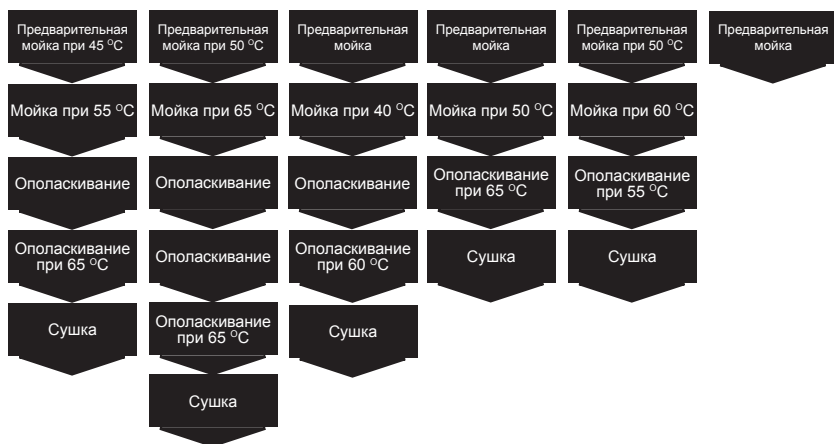 Предварительная
мойка при 45 °C
Предварительная
мойка при 50 °C
Предварительная
мойка
Предварительная
мойка
Предварительная
мойка при 50 °C
Предварительная
мойка
Мойка при 55 °C
Мойка при 65 °C
Мойка при 40 °C
Мойка при 50 °C
Мойка при 60 °C
Ополаскивание
Ополаскивание
Ополаскивание
Ополаскивание
при 65 °C
Ополаскивание
при 55 °C
Ополаскивание
при 65 °C
Ополаскивание
Ополаскивание
при 60 °C
Сушка
Сушка
Сушка
Ополаскивание
при 65 °C
Сушка
Сушка